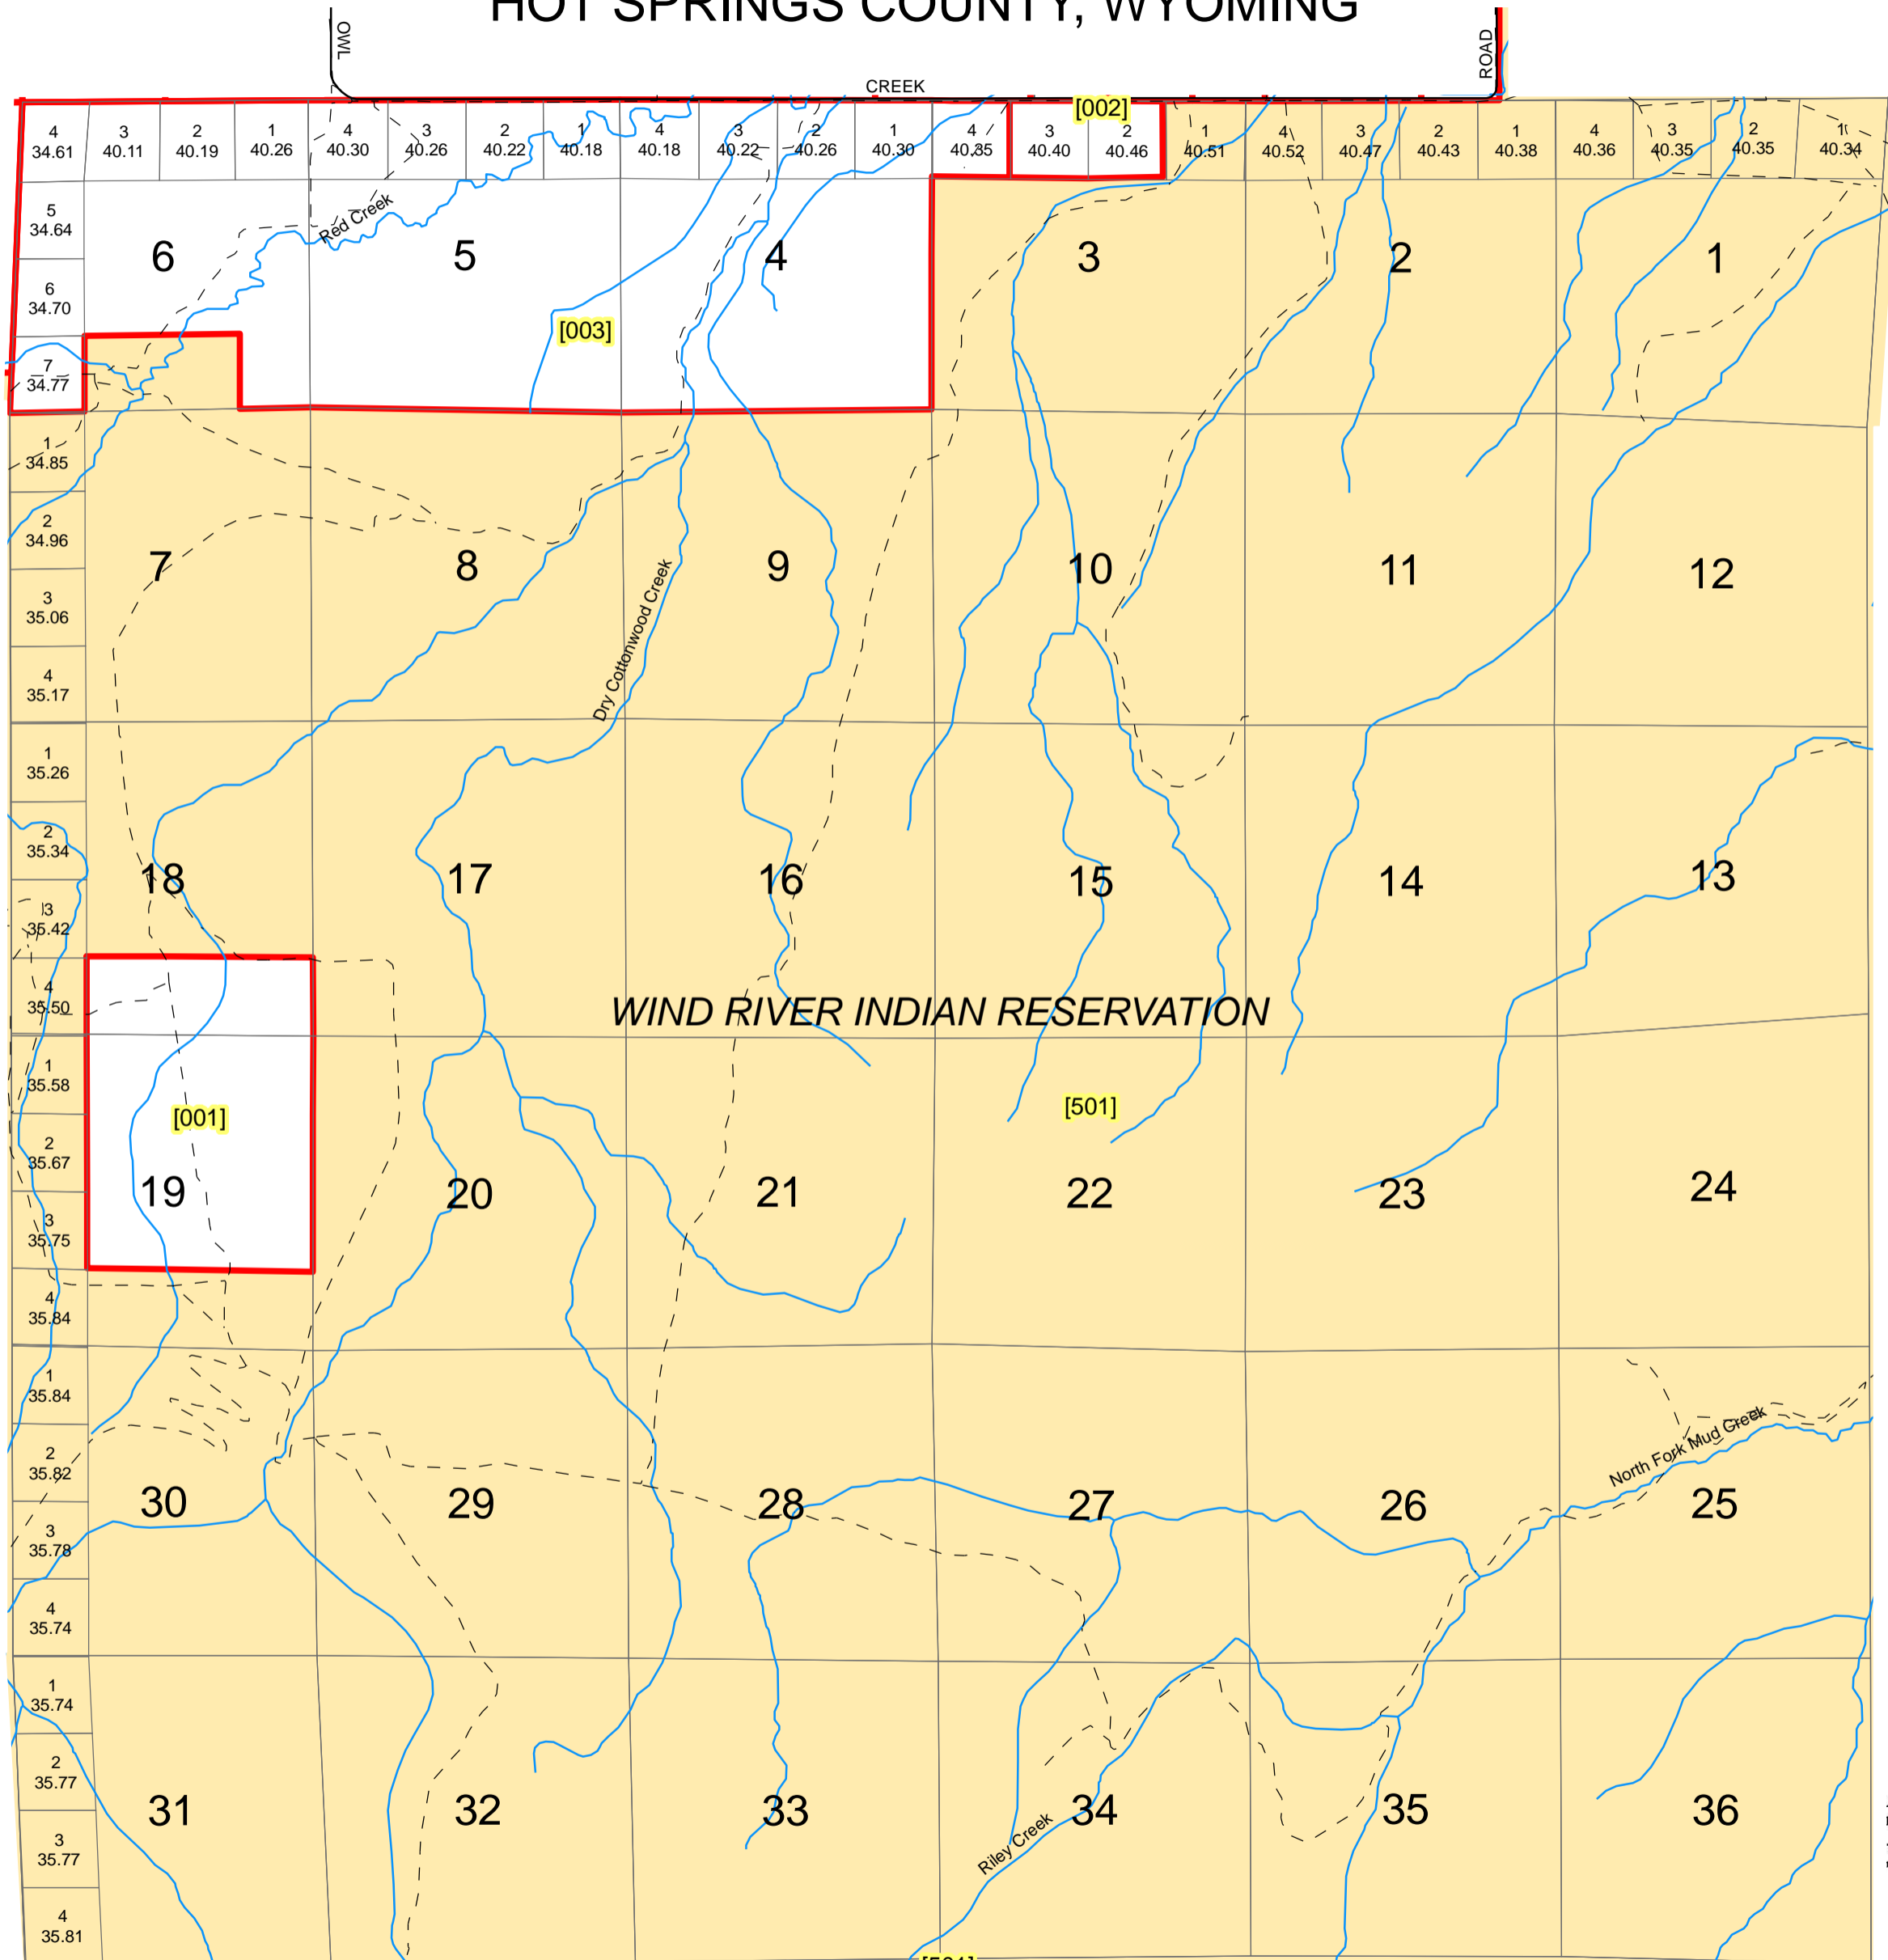 HOT SPRINGS COUNTY, WYOMING
OWL
CREEK
ROAD
[002]
4 3 2 1 4 3 2 1 4 3 2 1 4 3 2 1 4 3 2 1 4 3 2 1
34.61 40.11 40.19 40.26 40.30 40.26 40.22 40.18 40.18 40.22 40.26 40.30 40.35 40.40 40.46 40.51 40.52 40.47 40.43 40.38 40.36 40.35 40.35 40.34
5
34.64
Red Creek
6 5 4 3 2 1
6
34.70
[003]
7
34.77
1
34.85
2
34.96
7 8 9 10 11 12
3
35.06
Dry Cottonwood Creek
4
35.17
1
35.26
2
35.34
18 17 16 15 14 13
3
35.42
4
35.50
WIND RIVER INDIAN RESERVATION
1
35.58
[001]
[501]
2
35.67
19 20 21 22 23 24
3
35.75
4
35.84
1
35.84
North Fork Mud Creek
2
35.82
30 29 28 27 26 25
3
35.78
4
35.74
1
35.74
2
35.77
31 32 33 34 35 36
3
35.77
Riley Creek
4
35.81